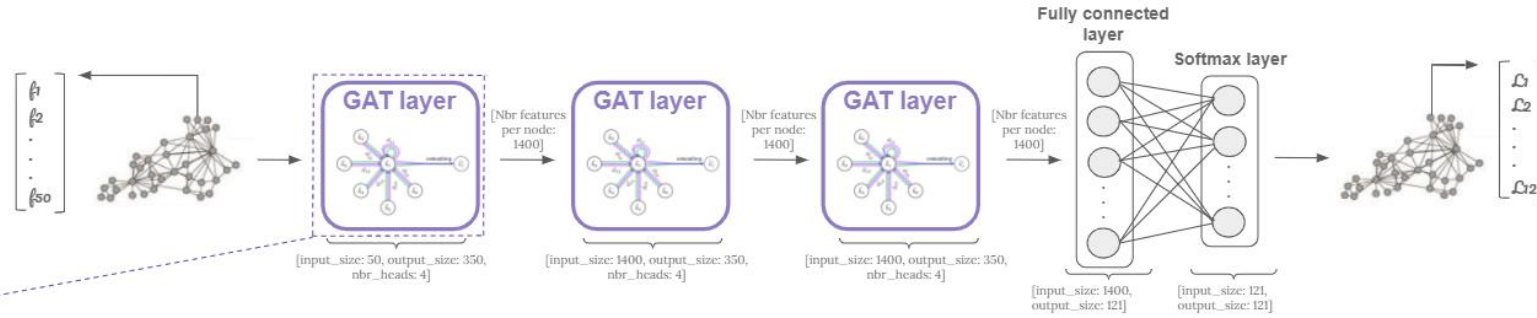 f1
f2
.
.
.
.
f50
GAT layer
[input_size: 50, output_size: 350,
nbr_heads: 4]
[Nbr features
per node:
1400]
GAT layer
[input_size: 1400, output_size: 350,
nbr_heads: 4]
[Nbr features
per node:
1400]
GAT layer
[input_size: 1400, output_size: 350,
nbr_heads: 4]
[Nbr features
per node:
1400]
Fully connected
layer
[input_size: 1400,
output_size: 121]
Softmax layer
[input_size: 121,
output_size: 121]
L1
L2
.
.
.
.
L12